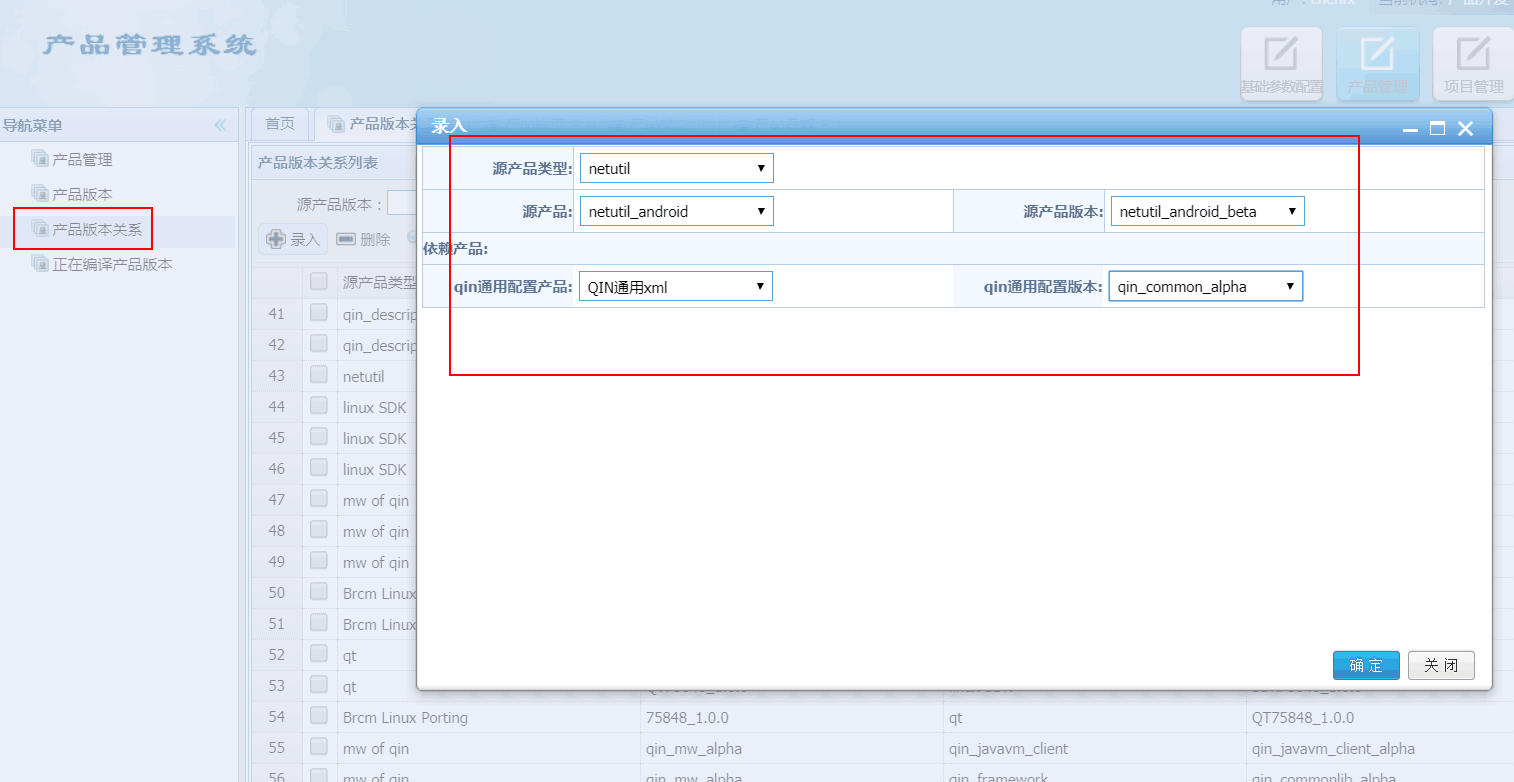 产品管理系统
基础参数配置
产品管理
项目管理
导航菜单
产品管理
产品版本
产品版本关系
正在编译产品版本
首页
产品版本关
产品版本关系列表
源产品版本：
录入
删除
源产品类型
录入
源产品类型: netutil
源产品: netutil_android
源产品版本: netutil_android_beta
依赖产品:
qin通用配置产品: QIN通用xml
qin通用配置版本: qin_common_alpha
确 定
关 闭
41 qin_descrip
42 qin_descrip
43 netutil
44 linux SDK
45 linux SDK
46 linux SDK
47 mw of qin
48 mw of qin
49 mw of qin
50 Brcm Linux
51 Brcm Linux
52 qt
53 qt
54 Brcm Linux Porting 75848_1.0.0 qt QT75848_1.0.0
55 mw of qin qin_mw_alpha qin_javavm_client qin_javavm_client_alpha
56 mw of qin qin_mw_alpha qin_framework qin_commonlib_alpha